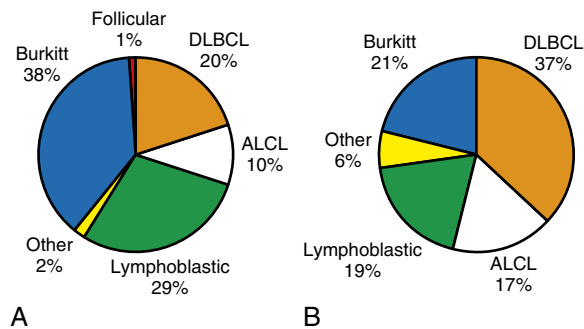 Follicular
1%
DLBCL
20%
Burkitt
38%
ALCL
10%
Other
2%
Lymphoblastic
29%
A
Burkitt
21%
DLBCL
37%
Other
6%
Lymphoblastic
19%
ALCL
17%
B